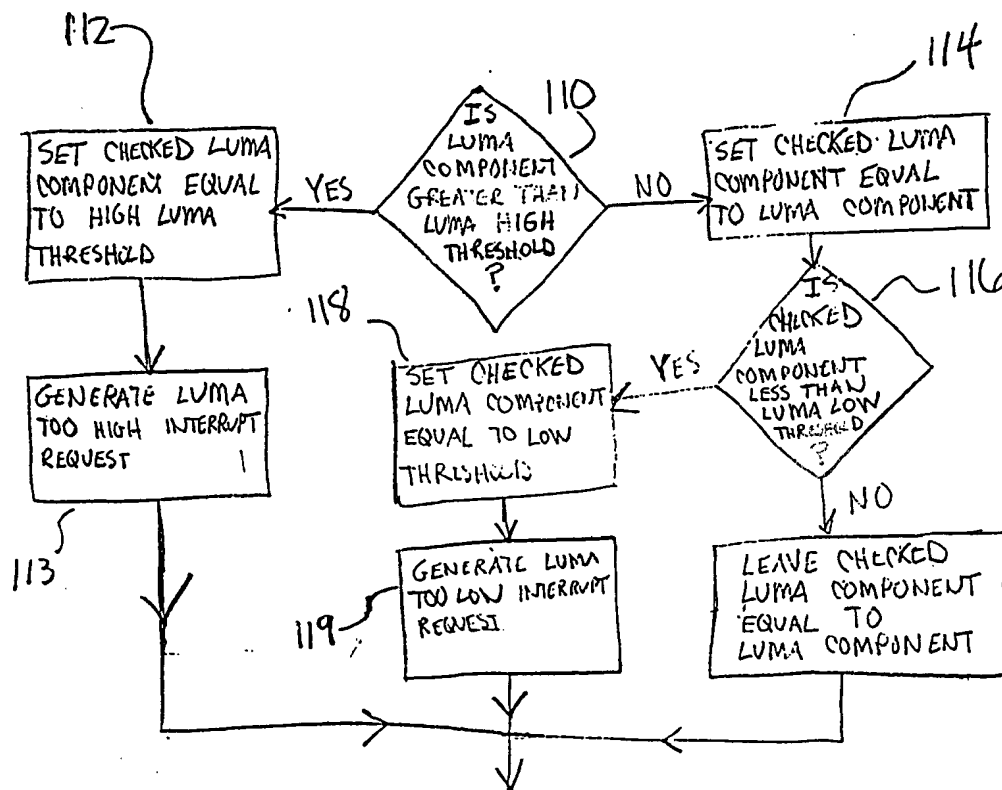 112
SET CHECKED LUMA
COMPONENT EQUAL
TO HIGH LUMA
THRESHOLD
YES
110
IS
LUMA
COMPONENT
GREATER THAN
LUMA HIGH
THRESHOLD
?
NO
114
SET CHECKED LUMA
COMPONENT EQUAL
TO LUMA COMPONENT
116
IS
CHECKED
LUMA
COMPONENT
LESS THAN
LUMA LOW
THRESHOLD
?
YES
118
SET CHECKED
LUMA COMPONENT
EQUAL TO LOW
THRESHOLD
GENERATE LUMA
TOO HIGH INTERRUPT
REQUEST
113
NO
GENERATE LUMA
TOO LOW INTERRUPT
REQUEST
119
LEAVE CHECKED
LUMA COMPONENT
EQUAL TO
LUMA COMPONENT